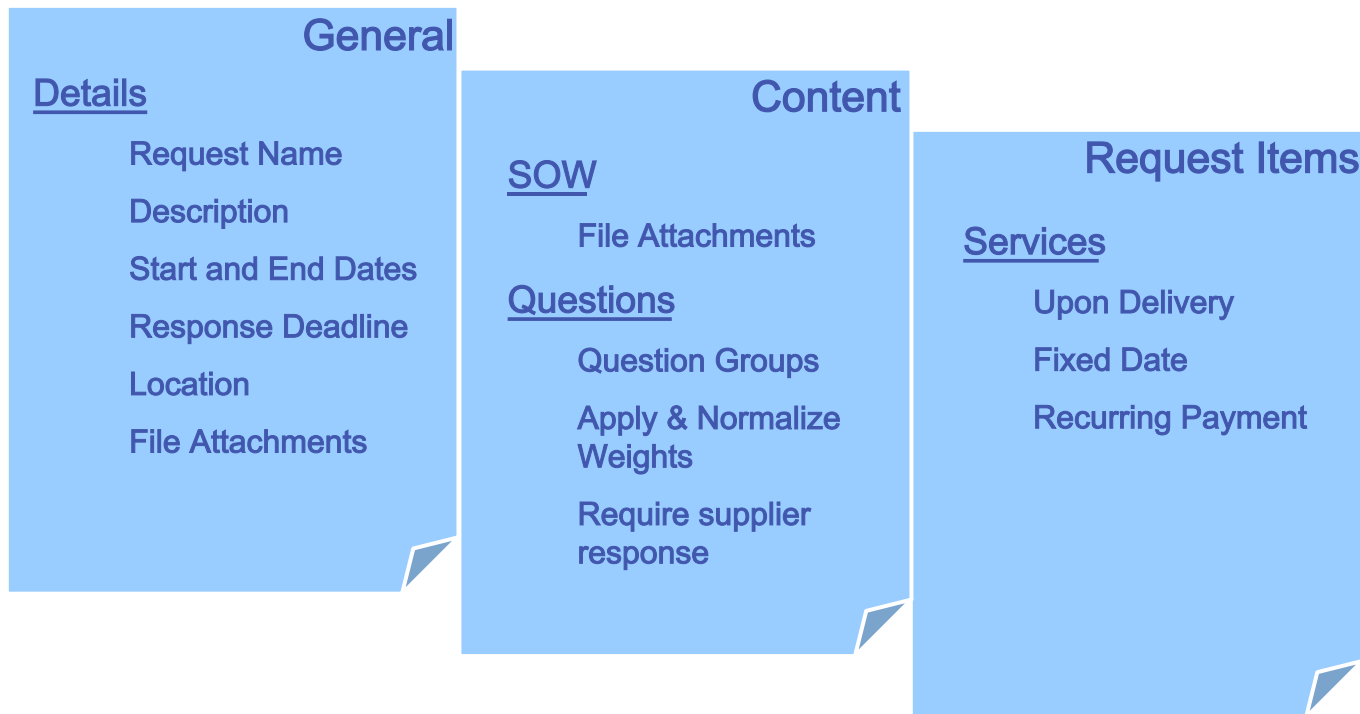 General
Details
Request Name
Description
Start and End Dates
Response Deadline
Location
File Attachments
Content
SOW
File Attachments
Questions
Question Groups
Apply & Normalize
Weights
Require supplier
response
Request Items
Services
Upon Delivery
Fixed Date
Recurring Payment